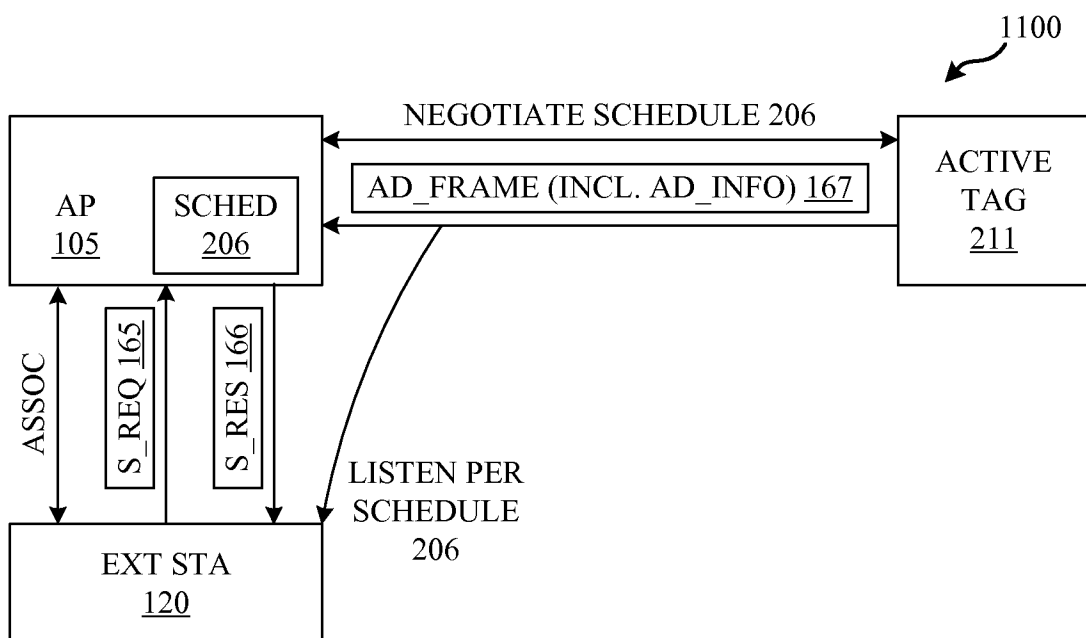 1100
NEGOTIATE SCHEDULE 206
AD_FRAME (INCL. AD_INFO) 167
AP
105
SCHED
206
ACTIVE
TAG
211
ASSOC
S_REQ 165
S_RES 166
LISTEN PER
SCHEDULE
206
EXT STA
120